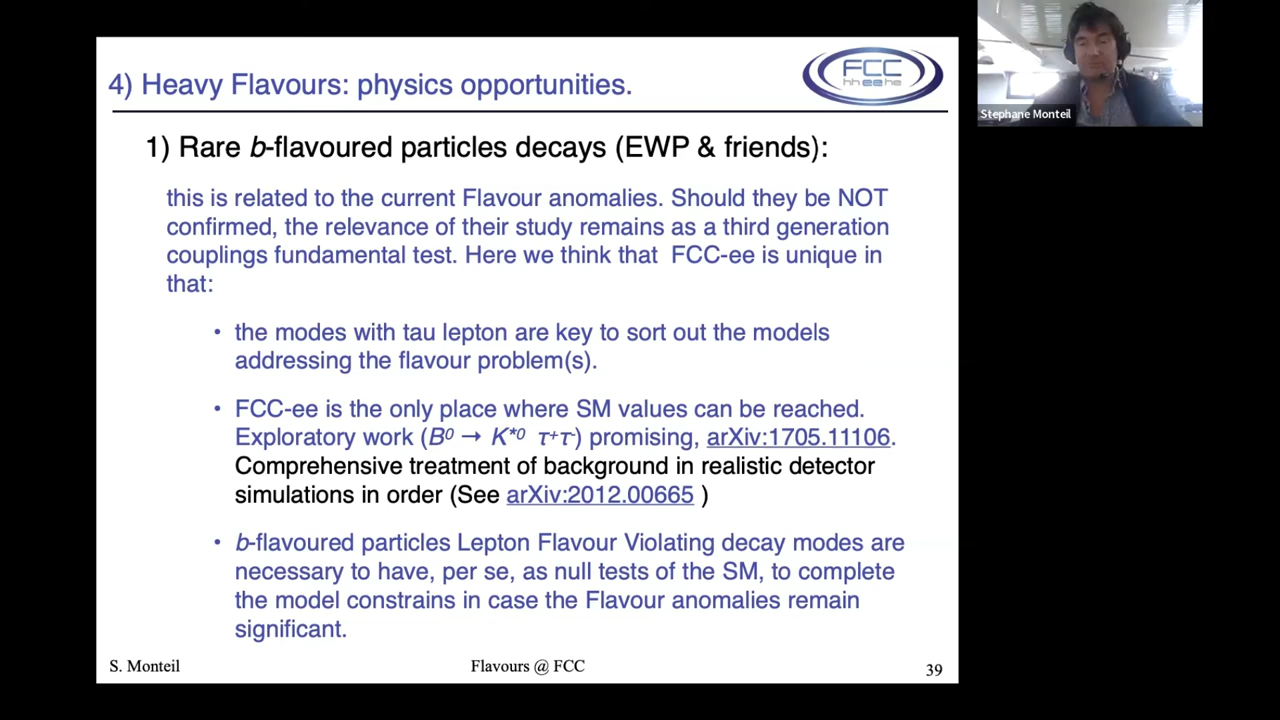 4) Heavy Flavours: physics opportunities.
FCC
hh ee he
Stephane Monteil
1) Rare b-flavoured particles decays (EWP & friends):
this is related to the current Flavour anomalies. Should they be NOT
confirmed, the relevance of their study remains as a third generation
couplings fundamental test. Here we think that FCC-ee is unique in
that:
• the modes with tau lepton are key to sort out the models
addressing the flavour problem(s).
• FCC-ee is the only place where SM values can be reached.
Exploratory work (B⁰ → K*⁰ τ⁺τ⁻) promising, arXiv:1705.11106.
Comprehensive treatment of background in realistic detector
simulations in order (See arXiv:2012.00665 )
• b-flavoured particles Lepton Flavour Violating decay modes are
necessary to have, per se, as null tests of the SM, to complete
the model constrains in case the Flavour anomalies remain
significant.
S. Monteil
Flavours @ FCC
39